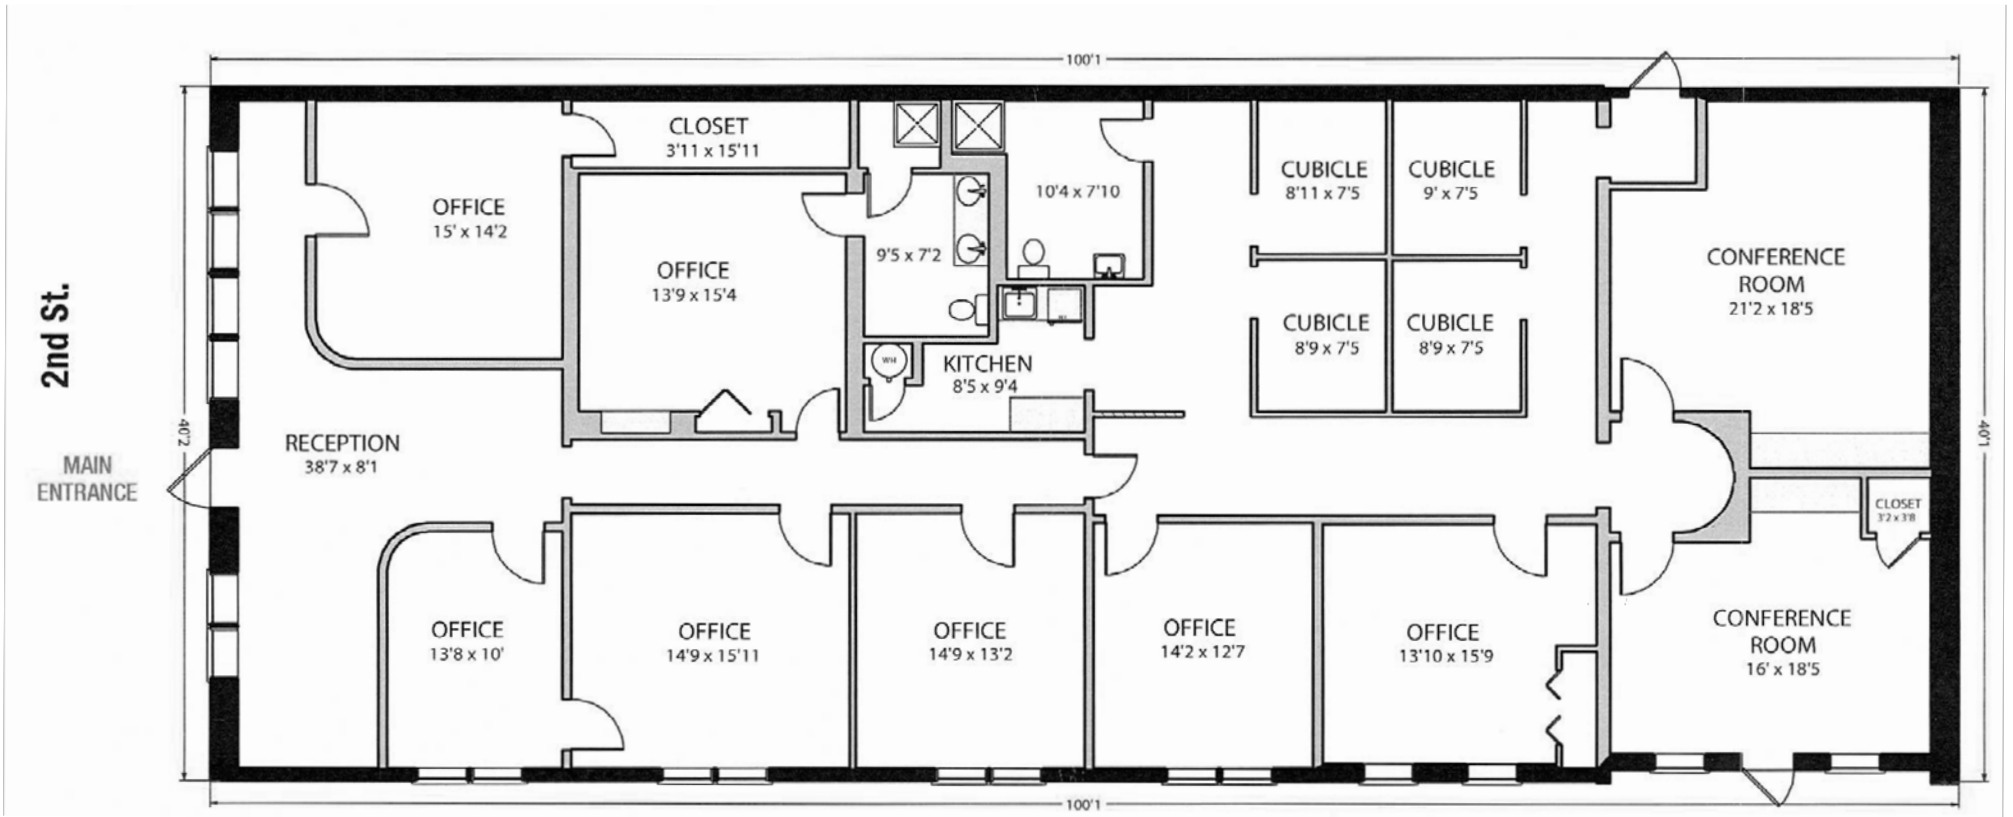 100'1
CLOSET
3'11 x 15'11
OFFICE
15' x 14'2
OFFICE
13'9 x 15'4
10'4 x 7'10
9'5 x 7'2
CUBICLE
8'11 x 7'5
CUBICLE
9' x 7'5
CUBICLE
8'9 x 7'5
CUBICLE
8'9 x 7'5
CONFERENCE
ROOM
21'2 x 18'5
2nd St.
WH
KITCHEN
8'5 x 9'4
40'2
40'1
RECEPTION
38'7 x 8'1
MAIN
ENTRANCE
CLOSET
3'2 x 3'8
OFFICE
13'8 x 10'
OFFICE
14'9 x 15'11
OFFICE
14'9 x 13'2
OFFICE
14'2 x 12'7
OFFICE
13'10 x 15'9
CONFERENCE
ROOM
16' x 18'5
100'1